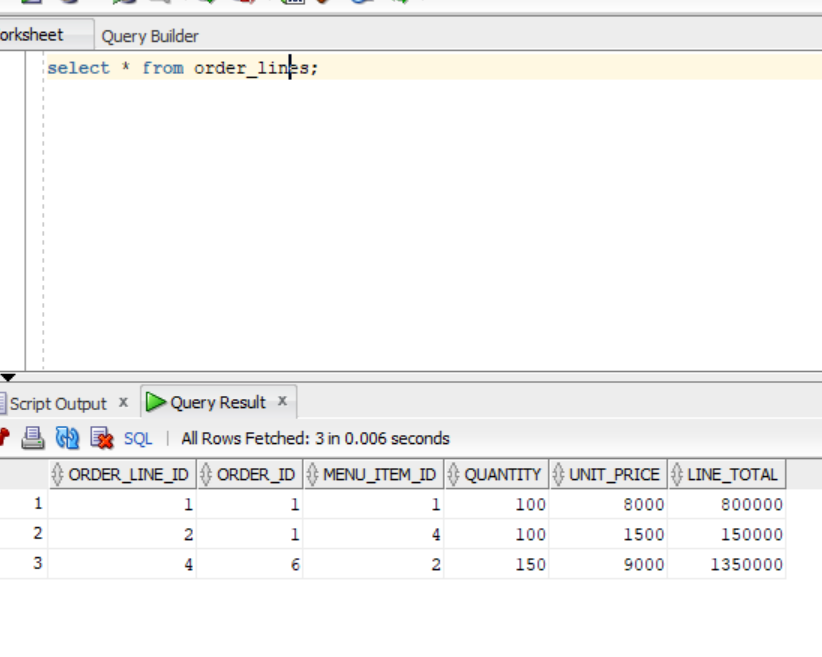 orksheet Query Builder
select * from order_lines;
Script Output x Query Result x
SQL | All Rows Fetched: 3 in 0.006 seconds
ORDER_LINE_ID ORDER_ID MENU_ITEM_ID QUANTITY UNIT_PRICE LINE_TOTAL
1 1 1 1 100 8000 800000
2 2 1 4 100 1500 150000
3 4 6 2 150 9000 1350000